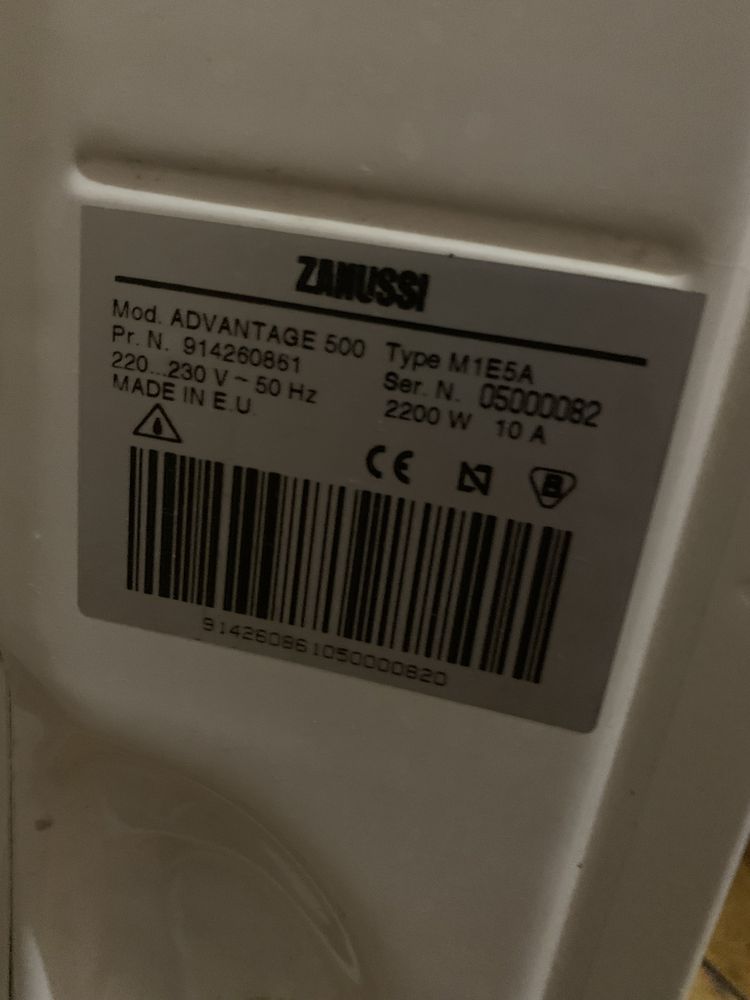 ZANUSSI
Mod. ADVANTAGE 500 Type M1E5A
Pr. N. 914260861 Ser. N. 05000082
220...230 V ~ 50 Hz 2200 W 10 A
MADE IN E.U.
CE N B
914260861050000820